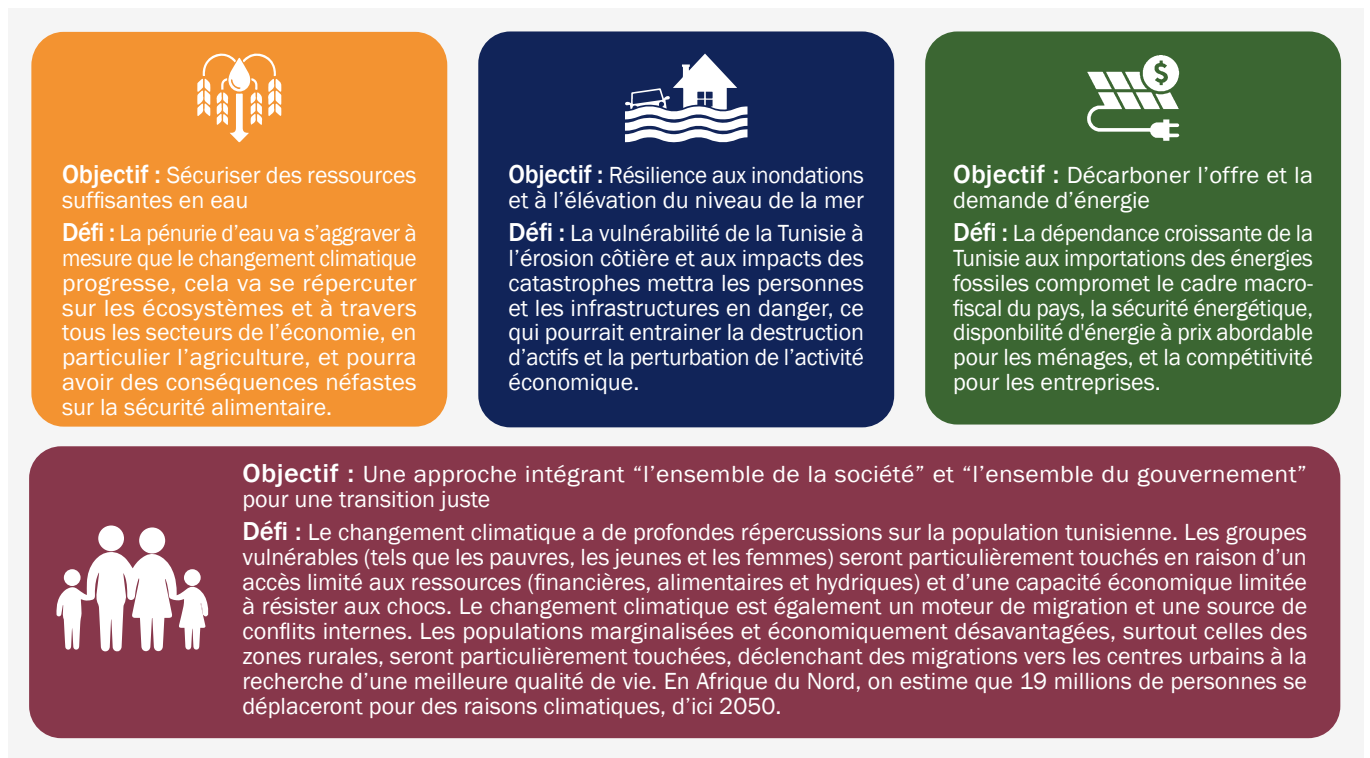 Objectif : Sécuriser des ressources
suffisantes en eau
Défi : La pénurie d’eau va s’aggraver à
mesure que le changement climatique
progresse, cela va se répercuter
sur les écosystèmes et à travers
tous les secteurs de l’économie, en
particulier l’agriculture, et pourra
avoir des conséquences néfastes
sur la sécurité alimentaire.
Objectif : Résilience aux inondations
et à l’élévation du niveau de la mer
Défi : La vulnérabilité de la Tunisie à
l’érosion côtière et aux impacts des
catastrophes mettra les personnes
et les infrastructures en danger, ce
qui pourrait entrainer la destruction
d’actifs et la perturbation de l’activité
économique.
$
Objectif : Décarboner l’offre et la
demande d’énergie
Défi : La dépendance croissante de la
Tunisie aux importations des énergies
fossiles compromet le cadre macro-
fiscal du pays, la sécurité énergétique,
disponbilité d'énergie à prix abordable
pour les ménages, et la compétitivité
pour les entreprises.
Objectif : Une approche intégrant “l’ensemble de la société” et “l’ensemble du gouvernement”
pour une transition juste
Défi : Le changement climatique a de profondes répercussions sur la population tunisienne. Les groupes
vulnérables (tels que les pauvres, les jeunes et les femmes) seront particulièrement touchés en raison d’un
accès limité aux ressources (financières, alimentaires et hydriques) et d’une capacité économique limitée
à résister aux chocs. Le changement climatique est également un moteur de migration et une source de
conflits internes. Les populations marginalisées et économiquement désavantagées, surtout celles des
zones rurales, seront particulièrement touchées, déclenchant des migrations vers les centres urbains à la
recherche d’une meilleure qualité de vie. En Afrique du Nord, on estime que 19 millions de personnes se
déplaceront pour des raisons climatiques, d’ici 2050.